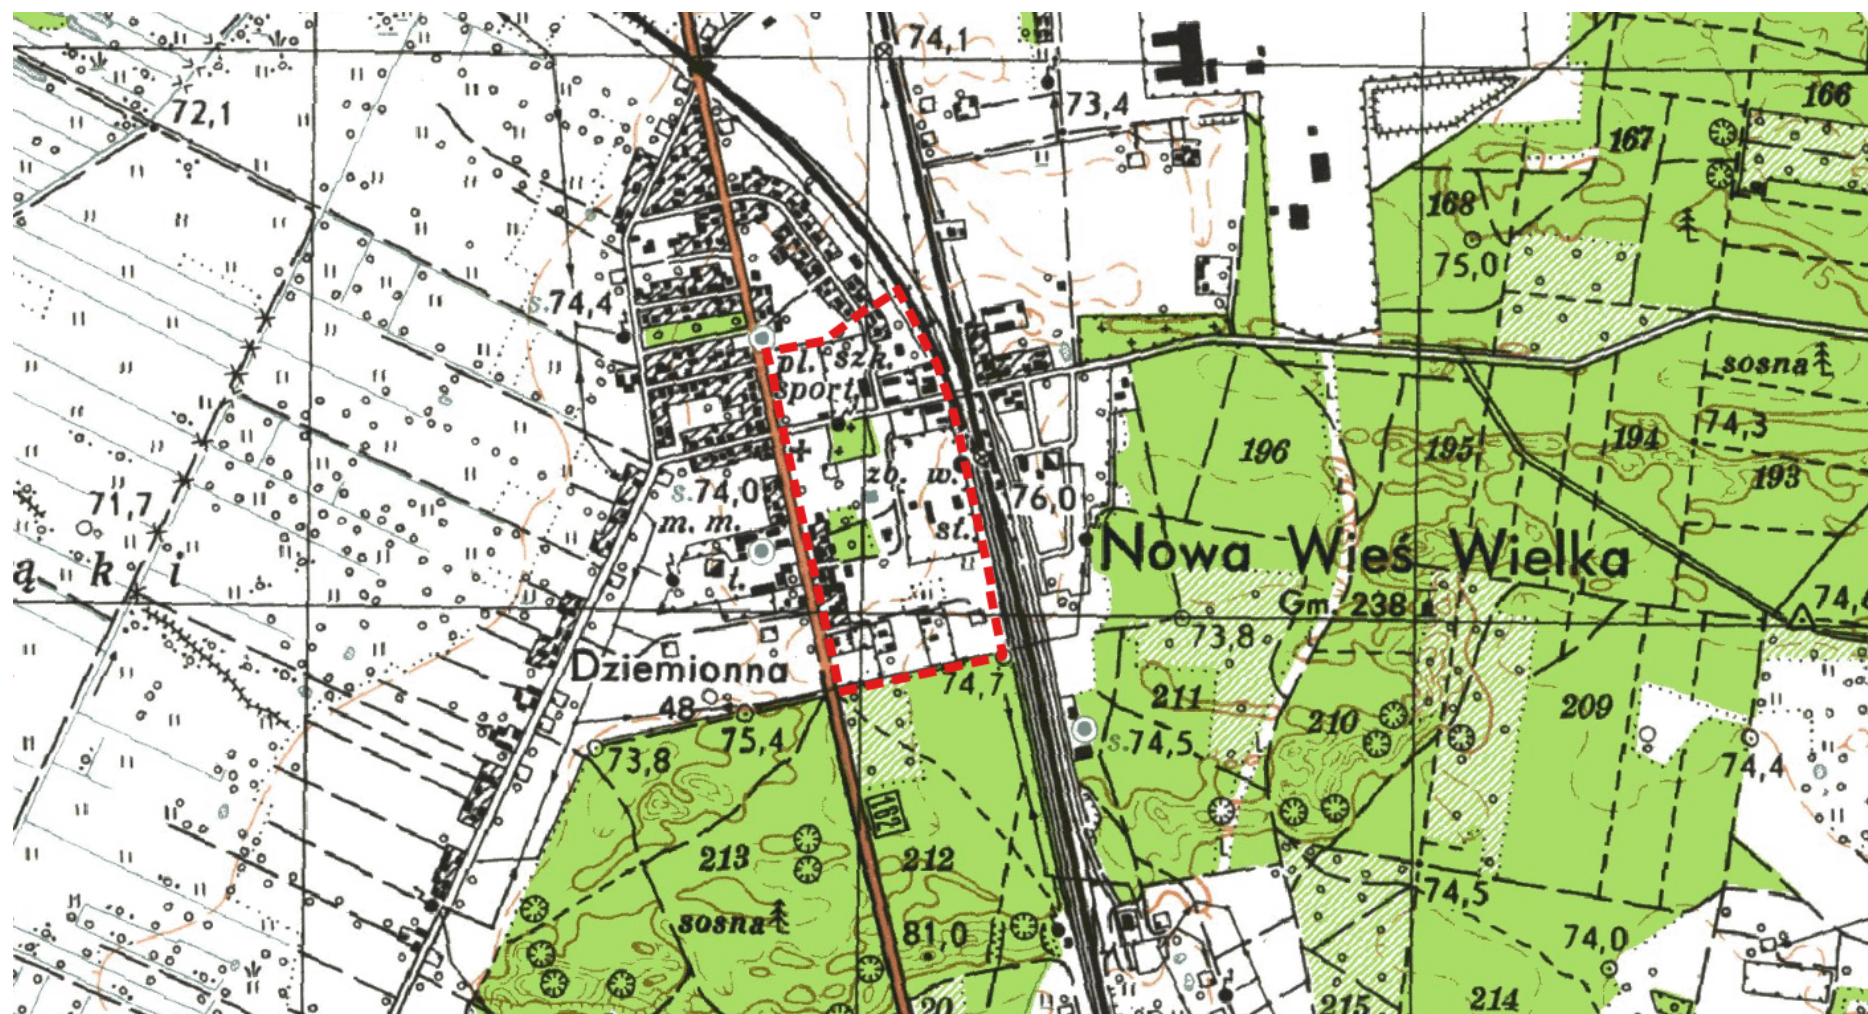 74,1
72,1
73,4
166
167
168
75,0
s.74,4
pl. szk.
sport.
sosna
74,3
196
195
194
193
71,7
s.74,0
zb. w.
76,0
m. m.
st.
t.
Nowa Wieś Wielka
ą k i
Gm. 238
74,4
73,8
Dziemionna
48
74,7
211
210
209
73,8
75,4
s.74,5
74,4
162
213
212
74,5
sosna
81,0
74,0
20
215
214